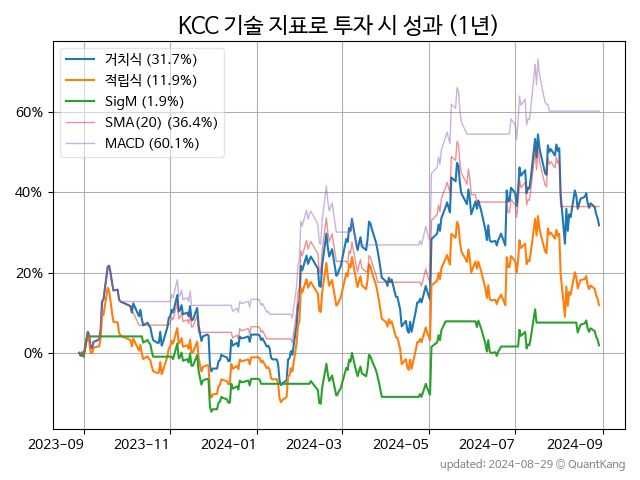 KCC 기술 지표로 투자 시 성과 (1년)
거치식 (31.7%)
적립식 (11.9%)
SigM (1.9%)
SMA(20) (36.4%)
MACD (60.1%)
60%
40%
20%
0%
2023-09 2023-11 2024-01 2024-03 2024-05 2024-07 2024-09
updated: 2024-08-29 © QuantKang